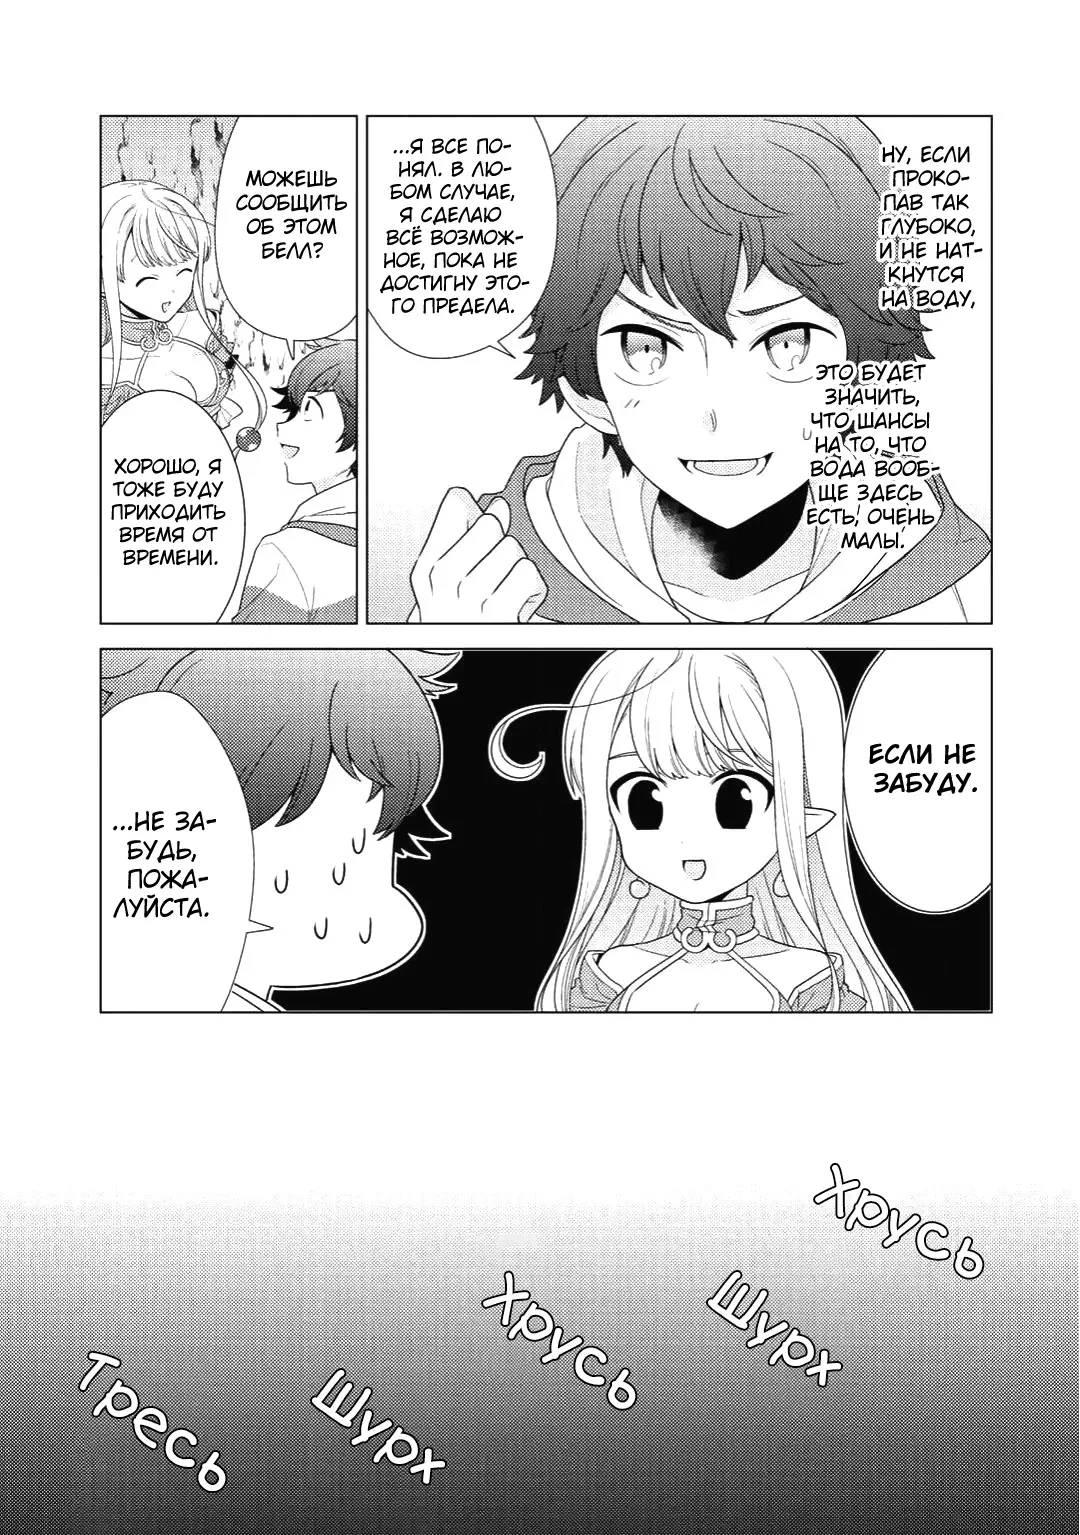 НУ, ЕСЛИ
ПРОКО-
ПАВ ТАК
ГЛУБОКО,
И НЕ НАТ-
КНУТСЯ
НА ВОДУ,
ЭТО БУДЕТ
ЗНАЧИТЬ,
ЧТО ШАНСЫ
НА ТО, ЧТО
ВОДА ВООБ-
ЩЕ ЗДЕСЬ
ЕСТЬ, ОЧЕНЬ
МАЛЫ.
...Я ВСЕ ПО-
НЯЛ. В ЛЮ-
БОМ СЛУЧАЕ,
Я СДЕЛАЮ
ВСЁ ВОЗМОЖ-
НОЕ, ПОКА НЕ
ДОСТИГНУ ЭТО-
ГО ПРЕДЕЛА.
МОЖЕШЬ
СООБЩИТЬ
ОБ ЭТОМ
БЕЛЛ?
ХОРОШО, Я
ТОЖЕ БУДУ
ПРИХОДИТЬ
ВРЕМЯ ОТ
ВРЕМЕНИ.
ЕСЛИ НЕ
ЗАБУДУ.
...НЕ ЗА-
БУДЬ,
ПОЖА-
ЛУЙСТА.
Хрусь
Шурх
Хрусь
Шурх
Тресь